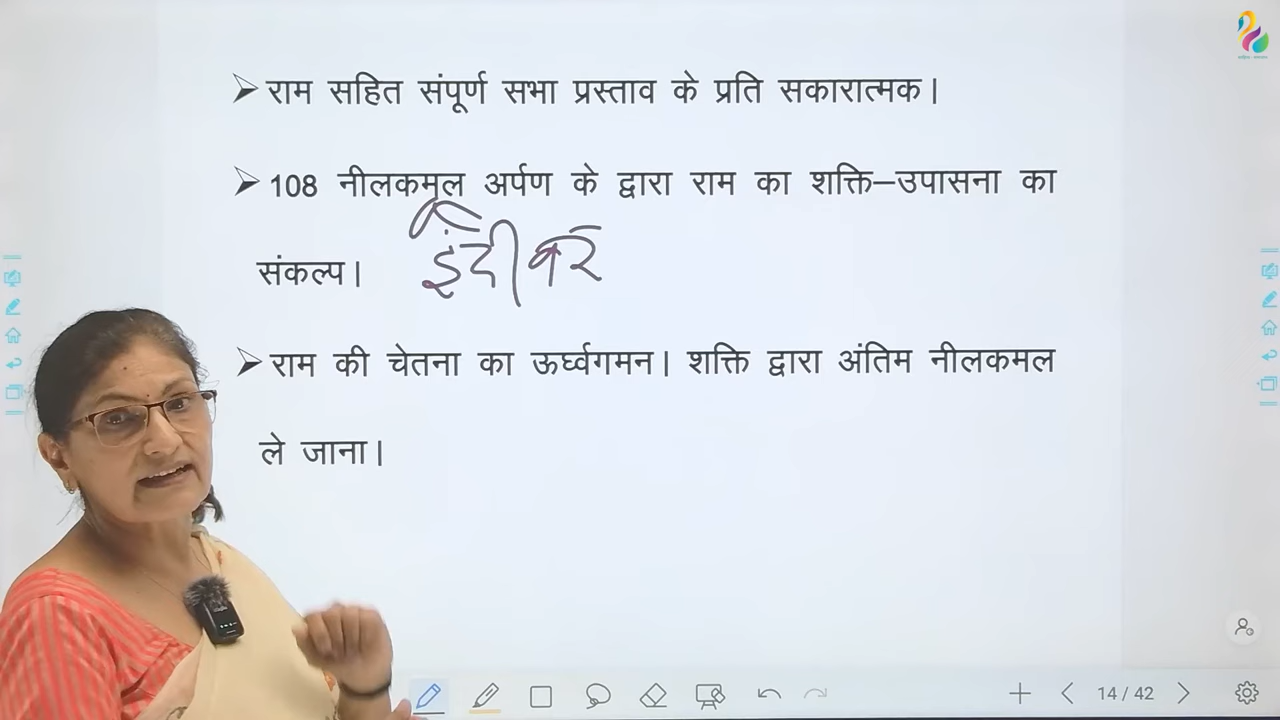 ➢ राम सहित संपूर्ण सभा प्रस्ताव के प्रति सकारात्मक।
➢ 108 नीलकमल अर्पण के द्वारा राम का शक्ति–उपासना का
संकल्प।
इंदीवर
➢ राम की चेतना का ऊर्घ्वगमन। शक्ति द्वारा अंतिम नीलकमल
ले जाना।
14 / 42